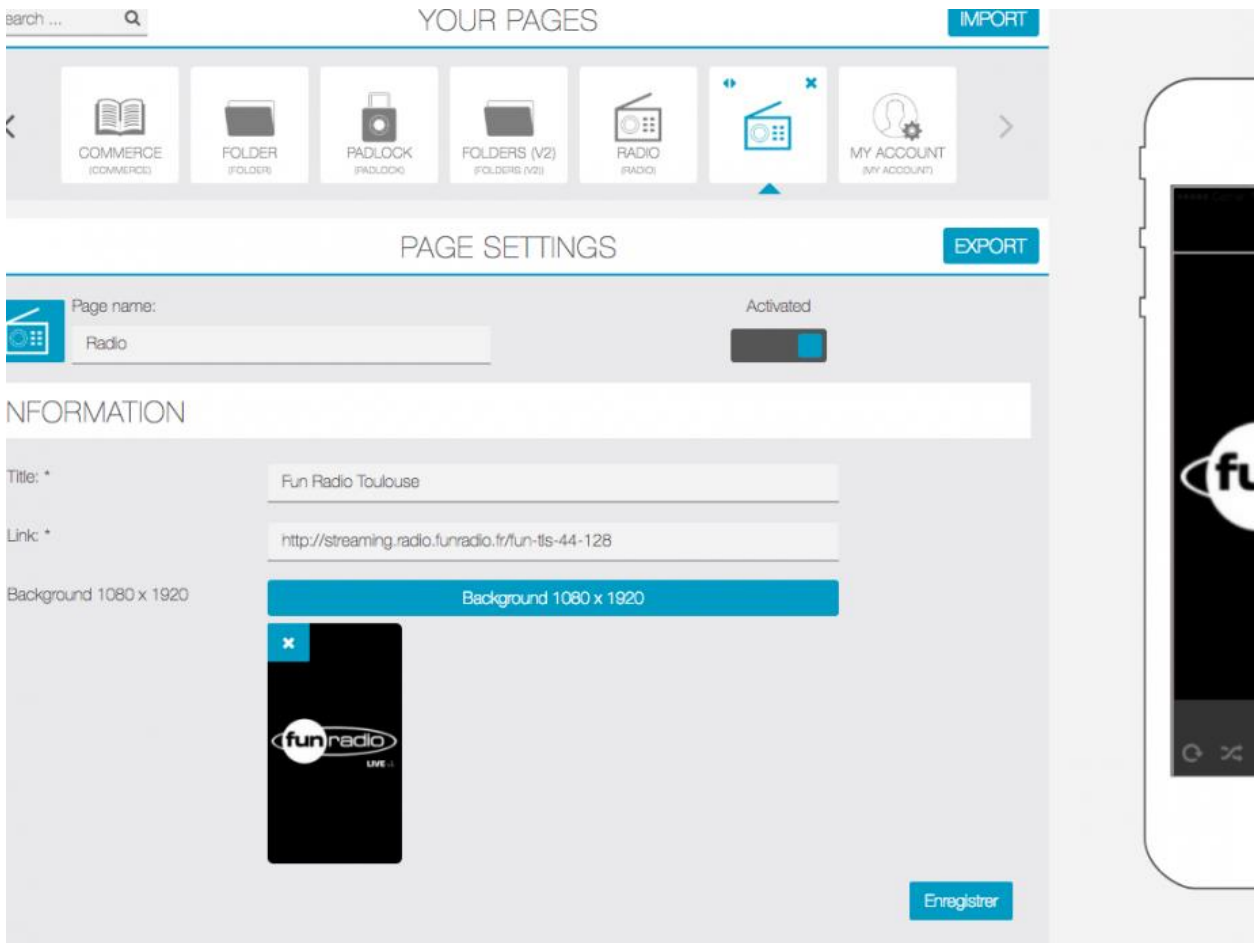 earch ...
YOUR PAGES
IMPORT
COMMERCE
(COMMERCE)
FOLDER
(FOLDER)
PADLOCK
(PADLOCK)
FOLDERS (V2)
(FOLDERS (V2))
RADIO
(RADIO)
MY ACCOUNT
(MY ACCOUNT)
PAGE SETTINGS
EXPORT
Page name:
Radio
Activated
NFORMATION
Title: *
Fun Radio Toulouse
Link: *
http://streaming.radio.funradio.fr/fun-tls-44-128
Background 1080 x 1920
Background 1080 x 1920
fun radio
LIVE
fu
Enregistrer